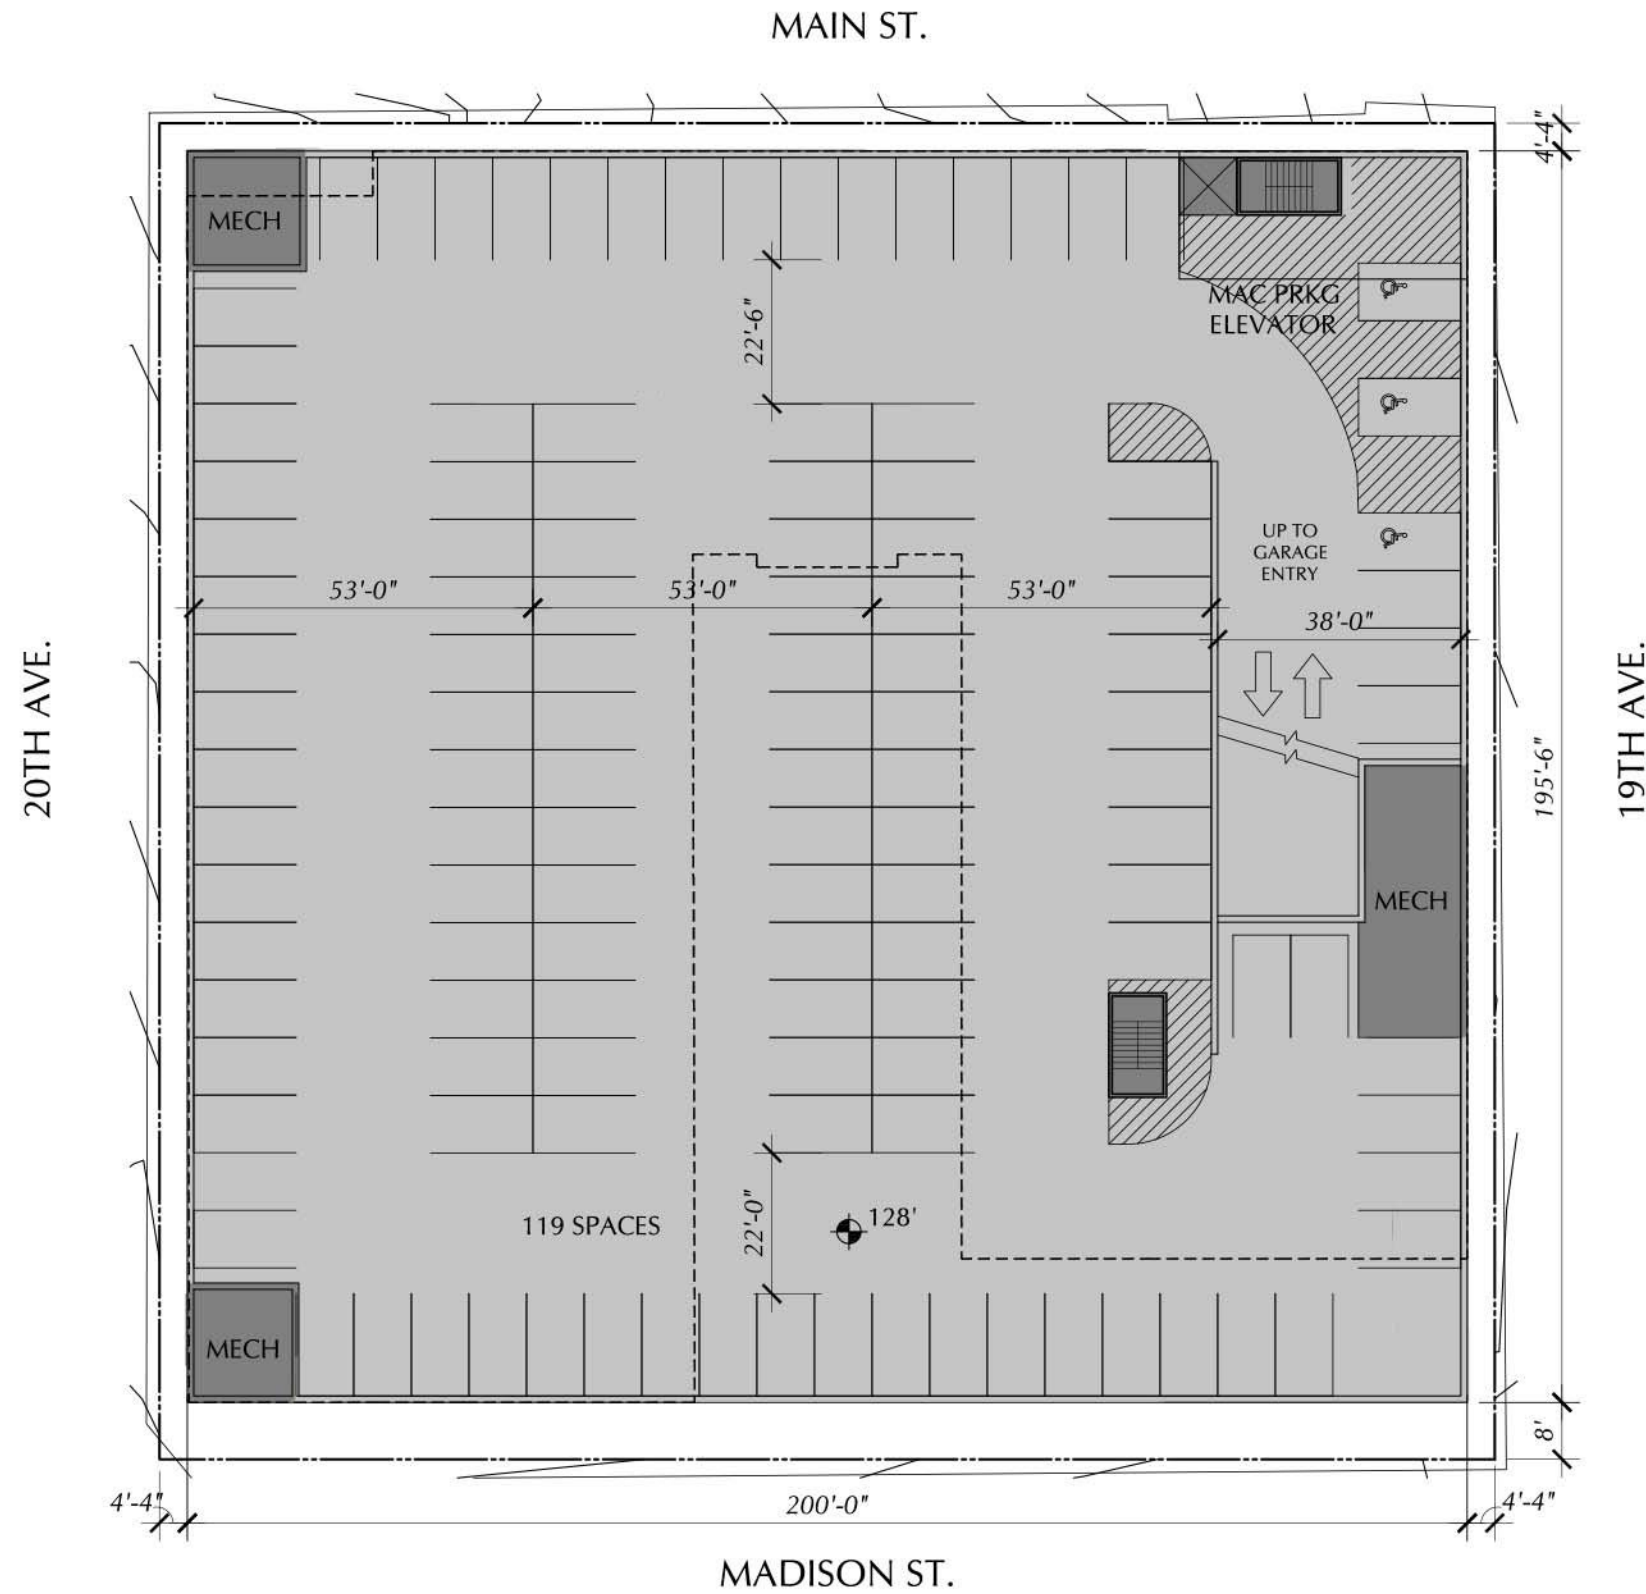 MAIN ST.
4'-4"
MECH
22'-6"
MAC PRKG
ELEVATOR
UP TO
GARAGE
ENTRY
53'-0"
53'-0"
53'-0"
38'-0"
20TH AVE.
19TH AVE.
195'-6"
MECH
119 SPACES
22'-0"
128'
MECH
8'
4'-4"
200'-0"
4'-4"
MADISON ST.